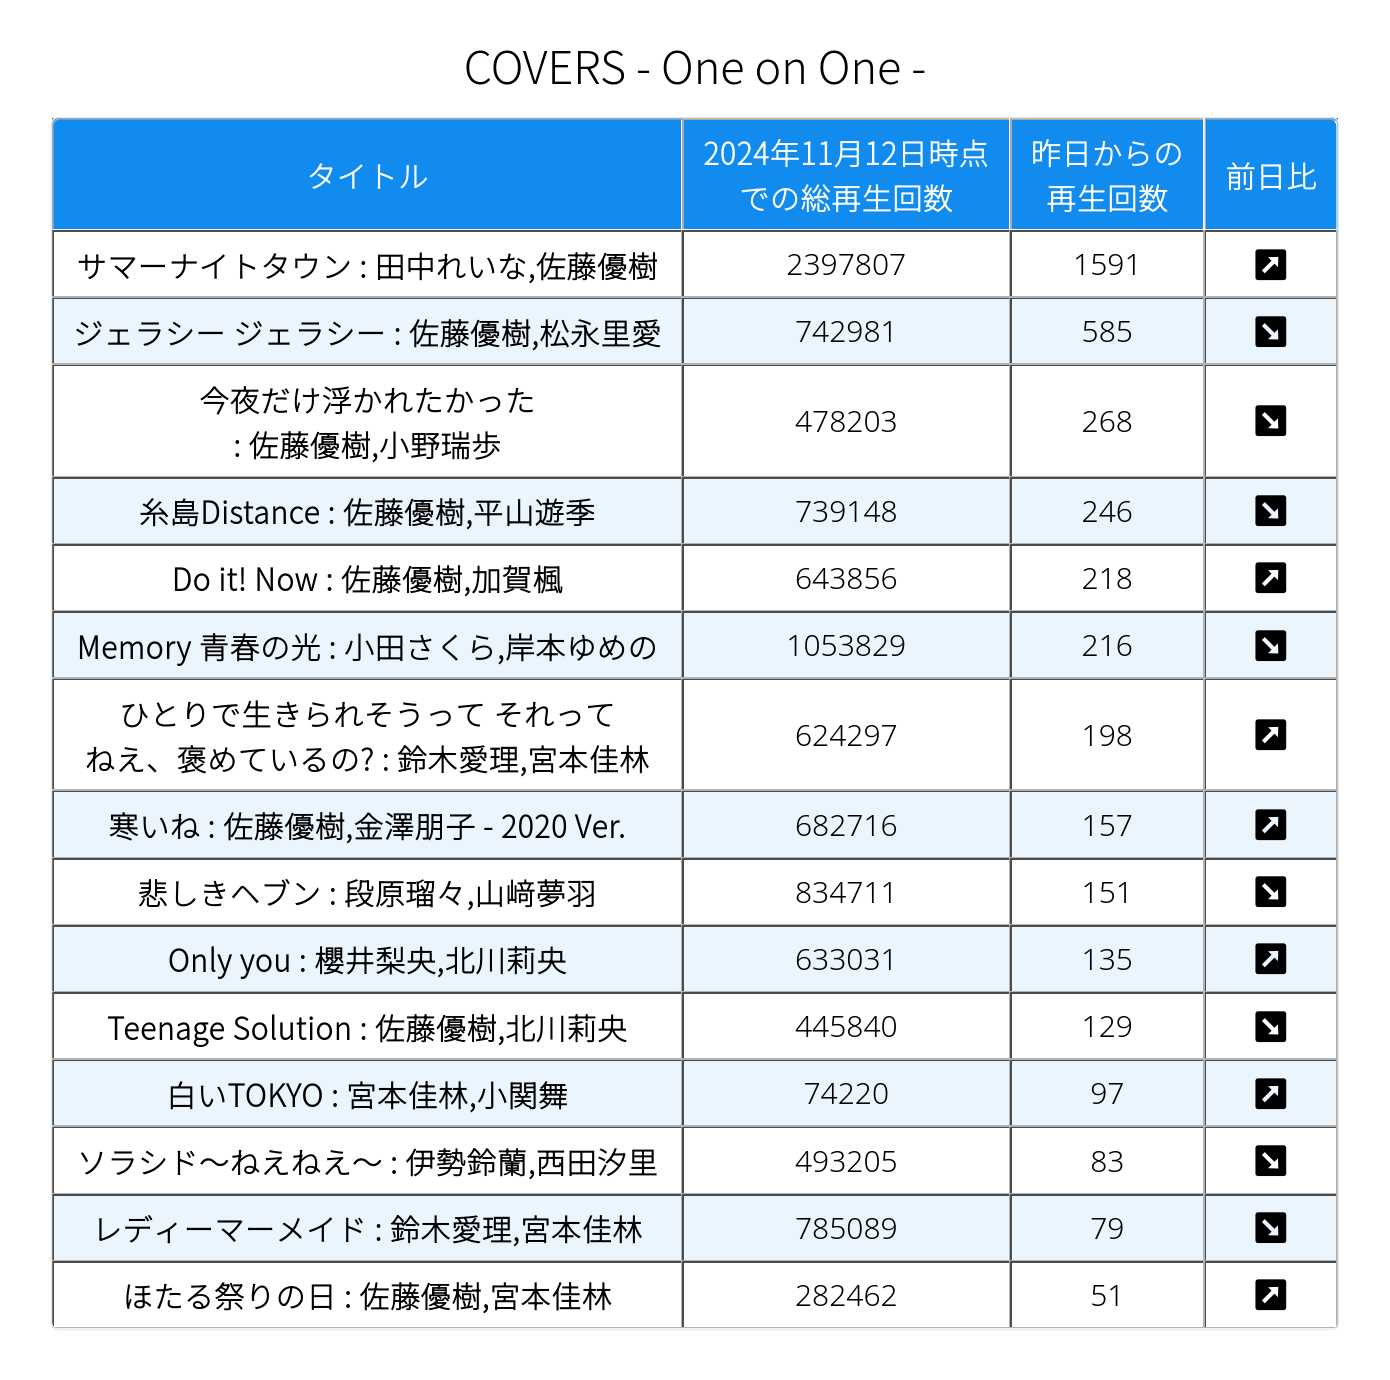 COVERS - One on One -
タイトル
2024年11月12日時点
での総再生回数
昨日からの
再生回数
前日比
サマーナイトタウン : 田中れいな,佐藤優樹
2397807
1591
↗
ジェラシー ジェラシー : 佐藤優樹,松永里愛
742981
585
↘
今夜だけ浮かれたかった
: 佐藤優樹,小野瑞歩
478203
268
↘
糸島Distance : 佐藤優樹,平山遊季
739148
246
↘
Do it! Now : 佐藤優樹,加賀楓
643856
218
↗
Memory 青春の光 : 小田さくら,岸本ゆめの
1053829
216
↘
ひとりで生きられそうって それって
ねえ、褒めているの? : 鈴木愛理,宮本佳林
624297
198
↗
寒いね : 佐藤優樹,金澤朋子 - 2020 Ver.
682716
157
↗
悲しきヘブン : 段原瑠々,山﨑夢羽
834711
151
↘
Only you : 櫻井梨央,北川莉央
633031
135
↗
Teenage Solution : 佐藤優樹,北川莉央
445840
129
↘
白いTOKYO : 宮本佳林,小関舞
74220
97
↗
ソラシド～ねえねえ～ : 伊勢鈴蘭,西田汐里
493205
83
↘
レディーマーメイド : 鈴木愛理,宮本佳林
785089
79
↘
ほたる祭りの日 : 佐藤優樹,宮本佳林
282462
51
↗